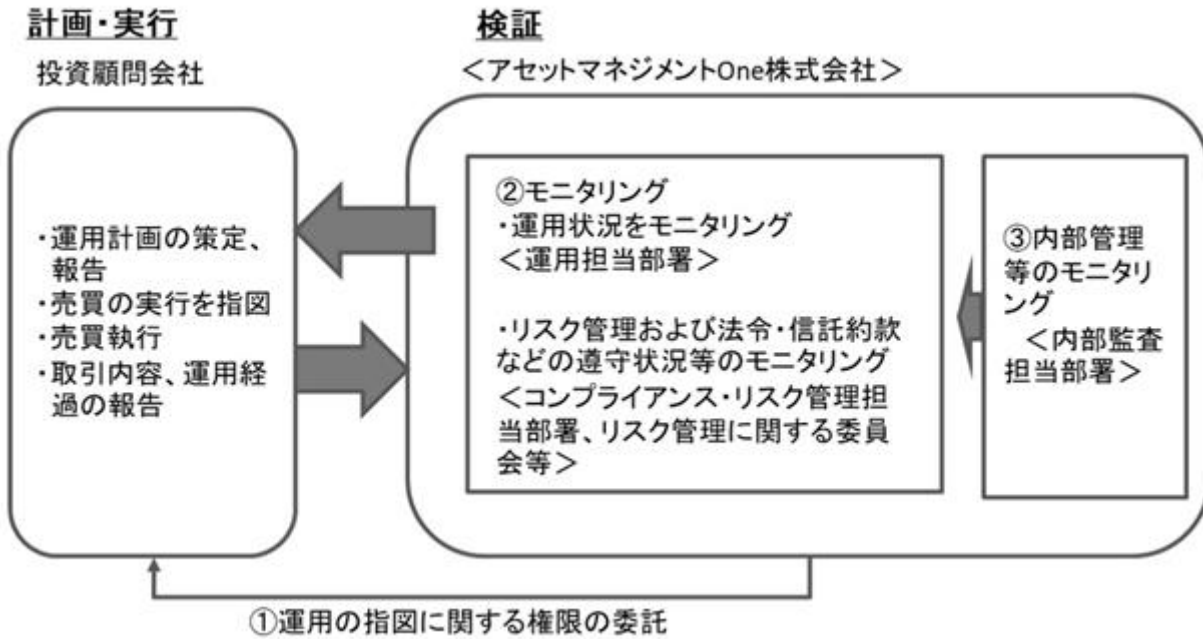 計画・実行
投資顧問会社
・運用計画の策定、
報告
・売買の実行を指図
・売買執行
・取引内容、運用経
過の報告
検証
＜アセットマネジメントOne株式会社＞
②モニタリング
・運用状況をモニタリング
＜運用担当部署＞
・リスク管理および法令・信託約款
などの遵守状況等のモニタリング
＜コンプライアンス・リスク管理担
当部署、リスク管理に関する委員
会等＞
③内部管理
等のモニタリ
ング
＜内部監査
担当部署＞
①運用の指図に関する権限の委託